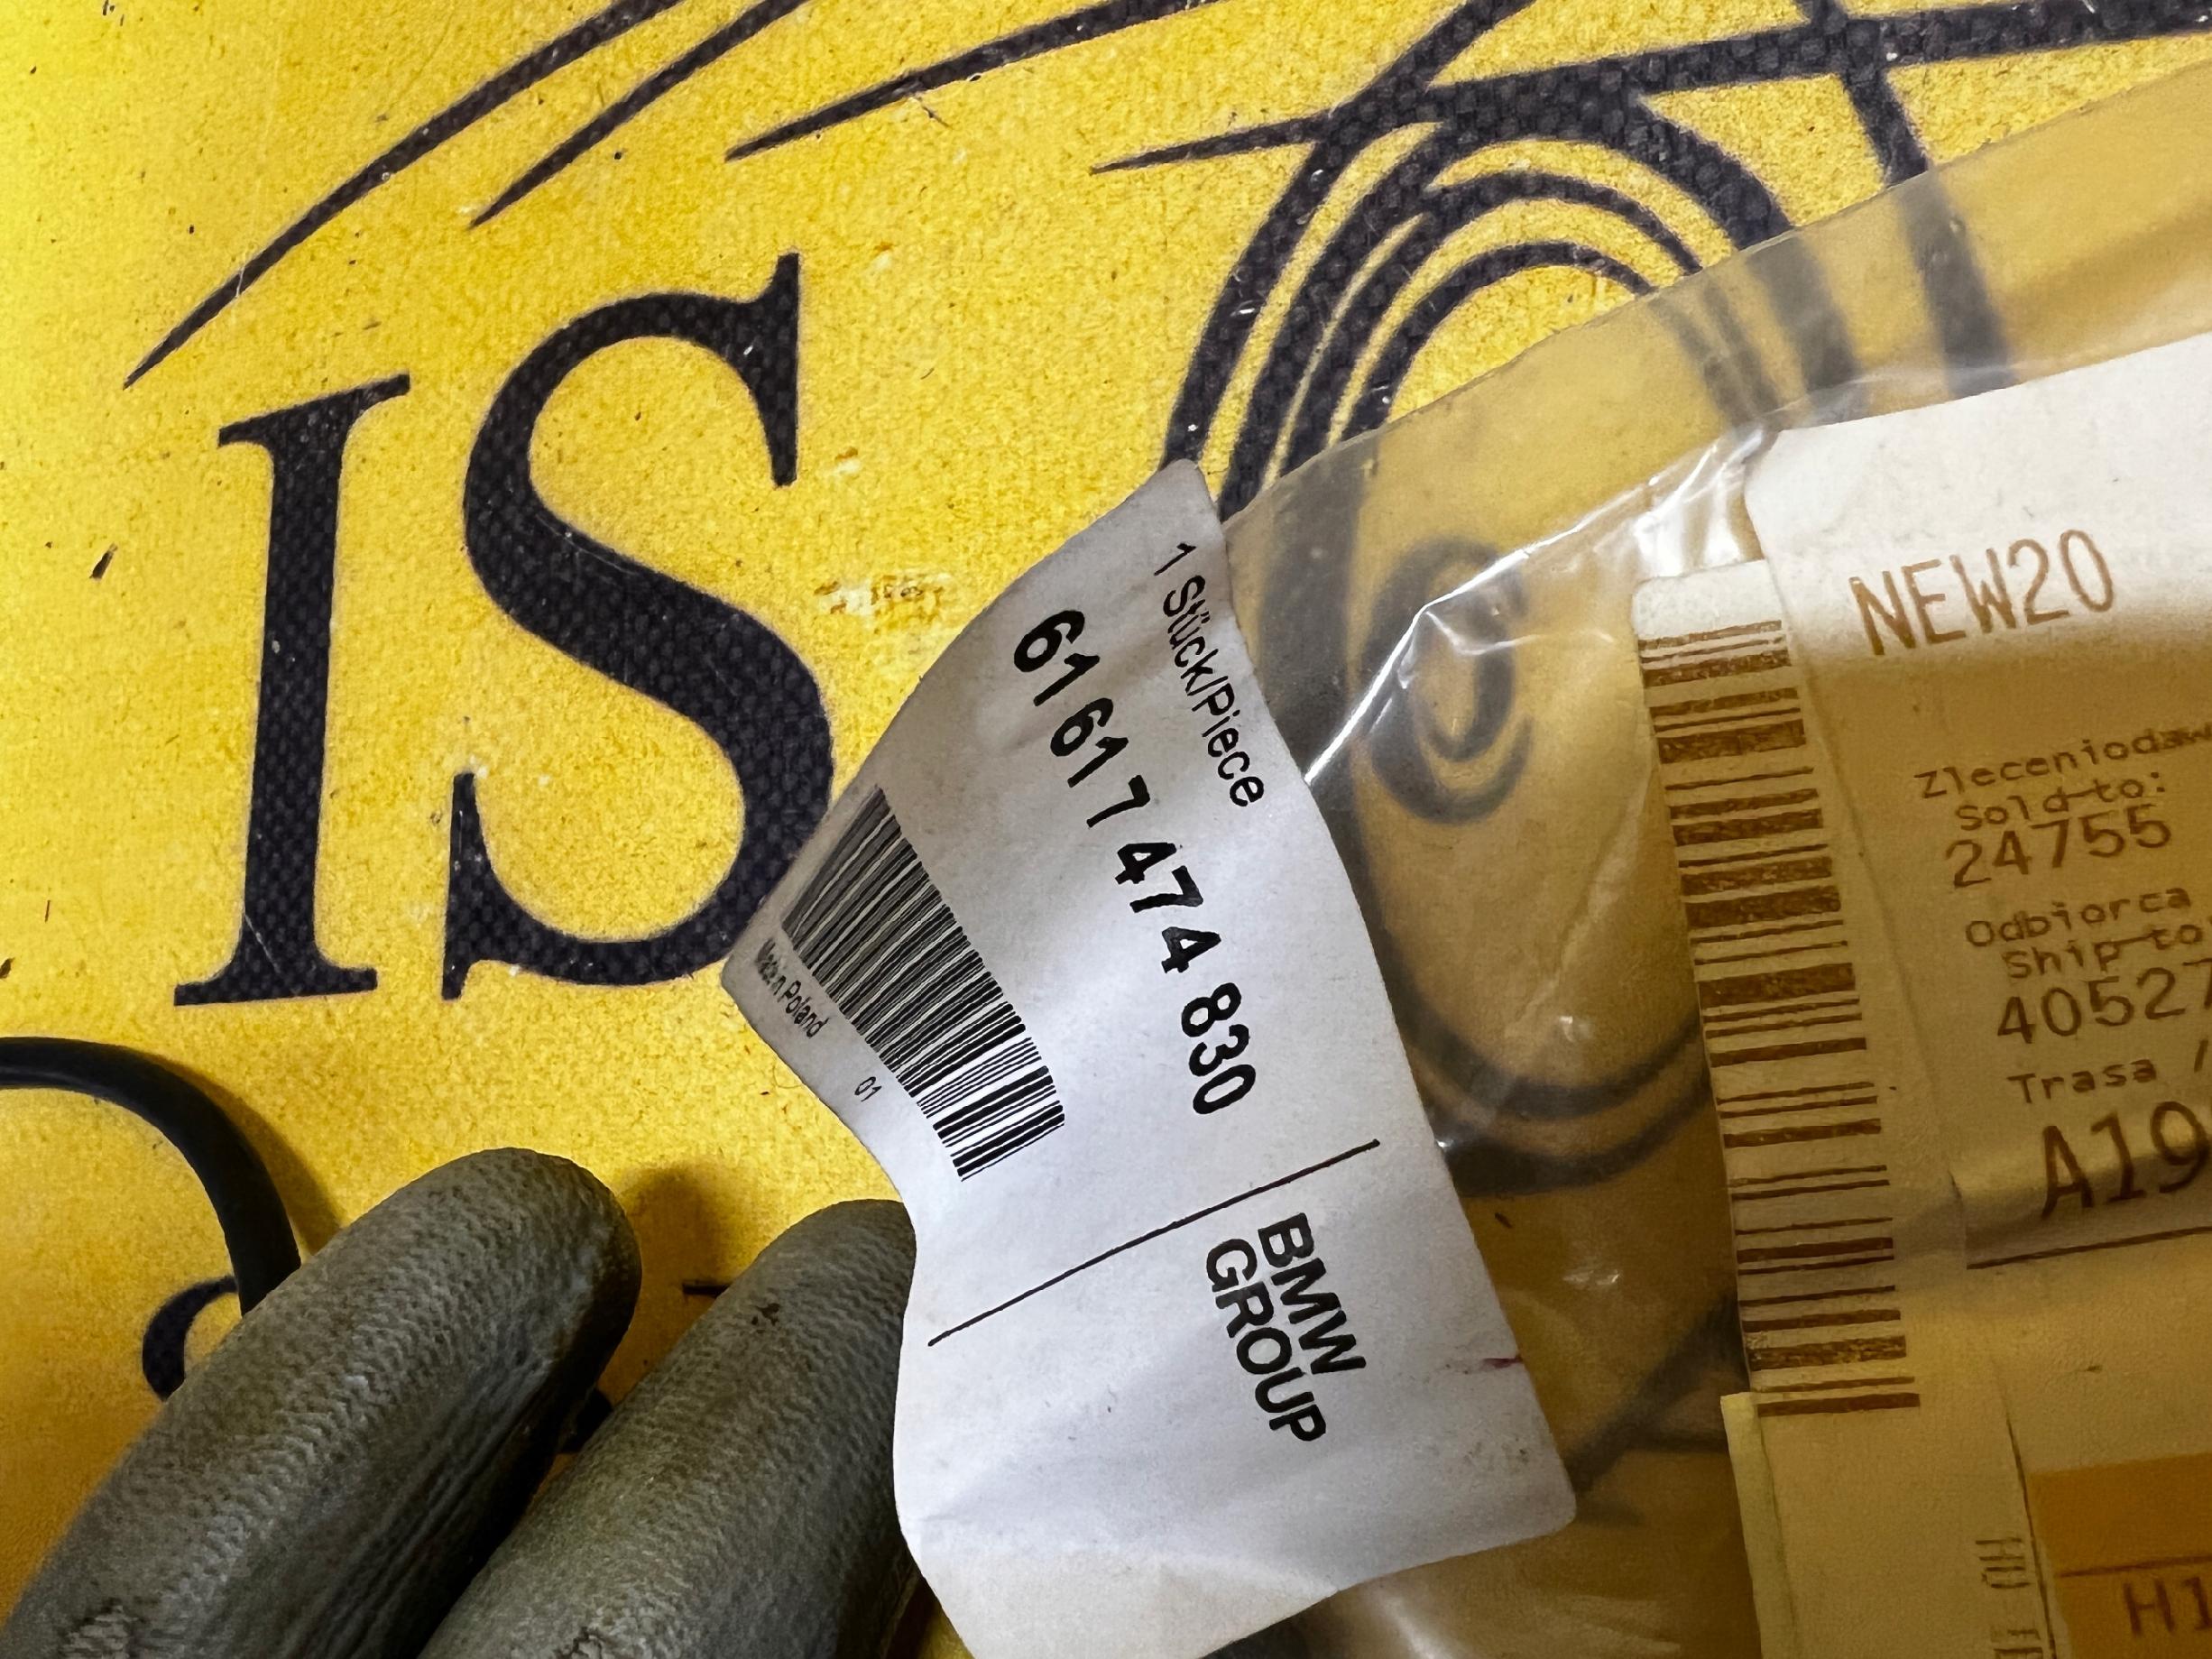 IS
1 Stück/Piece
61 61 7 474 830
Made in Poland
01
BMW
GROUP
NEW20
Sold-to:
24755
Odbiorca
Ship-to
Trasa /